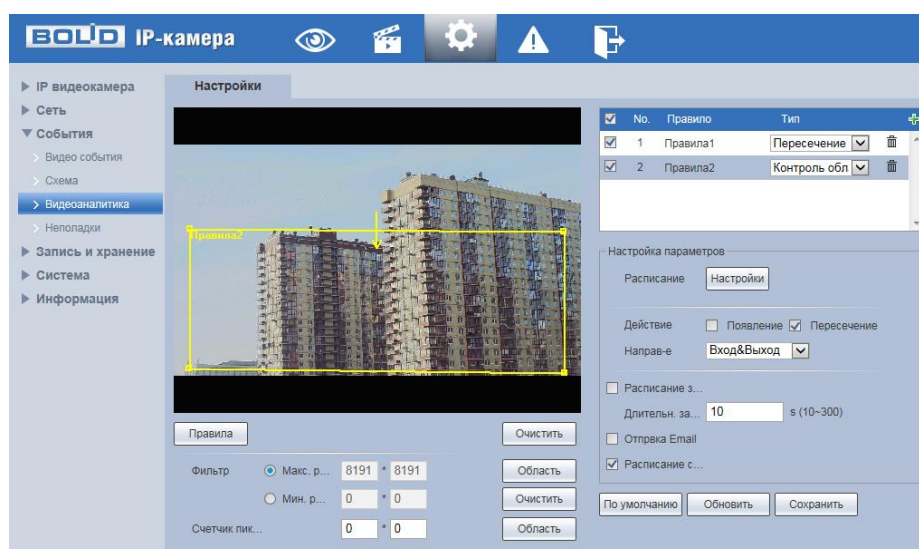 BOLID IP-камера
IP видеокамера
Сеть
События
Видео события
Схема
Видеоаналитика
Неполадки
Запись и хранение
Система
Информация
Настройки
Правила2
Правила
Очистить
Фильтр
Макс. р...
8191 * 8191
Область
Мин. р...
0 * 0
Очистить
Счетчик пик...
0 * 0
Область
No. Правило Тип
1 Правила1 Пересечение
2 Правила2 Контроль обл
Настройка параметров
Расписание Настройки
Действие Появление Пересечение
Направ-е Вход&Выход
Расписание з...
Длительн. за... 10 s (10~300)
Отпрвка Email
Расписание с...
По умолчанию Обновить Сохранить